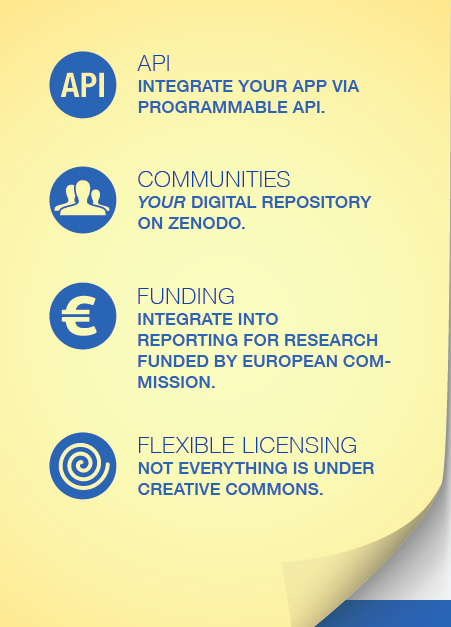 API
API
INTEGRATE YOUR APP VIA
PROGRAMMABLE API.
COMMUNITIES
YOUR DIGITAL REPOSITORY
ON ZENODO.
€
FUNDING
INTEGRATE INTO
REPORTING FOR RESEARCH
FUNDED BY EUROPEAN COM-
MISSION.
FLEXIBLE LICENSING
NOT EVERYTHING IS UNDER
CREATIVE COMMONS.